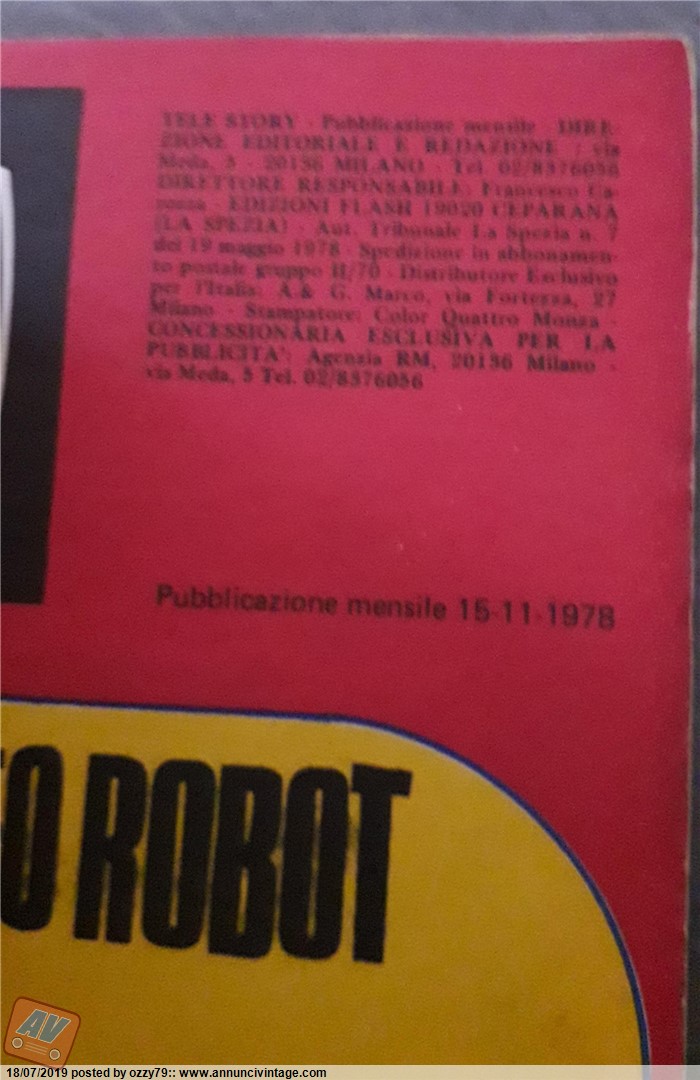 TELE STORY - Pubblicazione mensile - DIRE-
ZIONE EDITORIALE E REDAZIONE : via
Meda, 5 - 20136 MILANO - Tel. 02/8376036
DIRETTORE RESPONSABILE: Francesco Ca-
- EDIZIONI FLASH 19020 CEPARANA
(LA SPEZIA) - Aut. Tribunale La Spezia n. 7
del 19 maggio 1978 - Spedizione in abbonamen-
to postale gruppo II/70 - Distributore Esclusivo
per l'Italia: A. & G. Marco, via Fortezza, 27
Milano - Stampatore: Color Quattro Monza -
CONCESSIONARIA ESCLUSIVA PER LA
PUBBLICITA': Agenzia RM, 20136 Milano -
via Meda, 5 Tel. 02/8376036
Pubblicazione mensile 15-11-1978
O ROBOT
AV
18/07/2019 posted by ozzy79:: www.annuncivintage.com